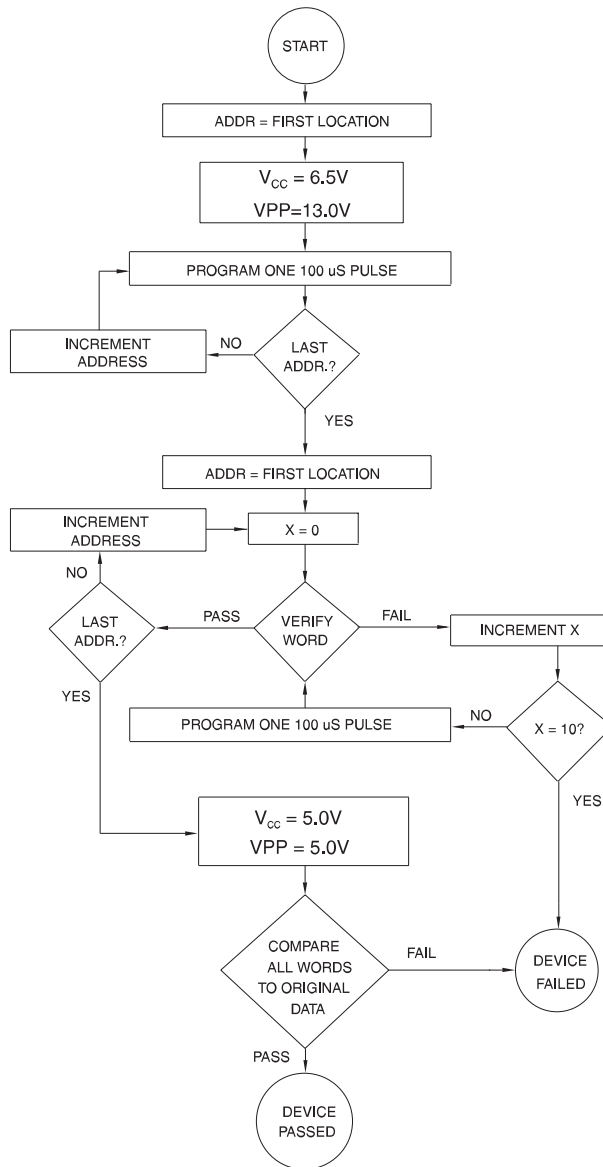 START
ADDR = FIRST LOCATION
VCC = 6.5V
VPP=13.0V
PROGRAM ONE 100 uS PULSE
INCREMENT
ADDRESS
NO
LAST
ADDR.?
YES
ADDR = FIRST LOCATION
INCREMENT
ADDRESS
X = 0
NO
LAST
ADDR.?
PASS
VERIFY
WORD
FAIL
INCREMENT X
YES
PROGRAM ONE 100 uS PULSE
NO
X = 10?
YES
VCC = 5.0V
VPP = 5.0V
COMPARE
ALL WORDS
TO ORIGINAL
DATA
FAIL
DEVICE
FAILED
PASS
DEVICE
PASSED